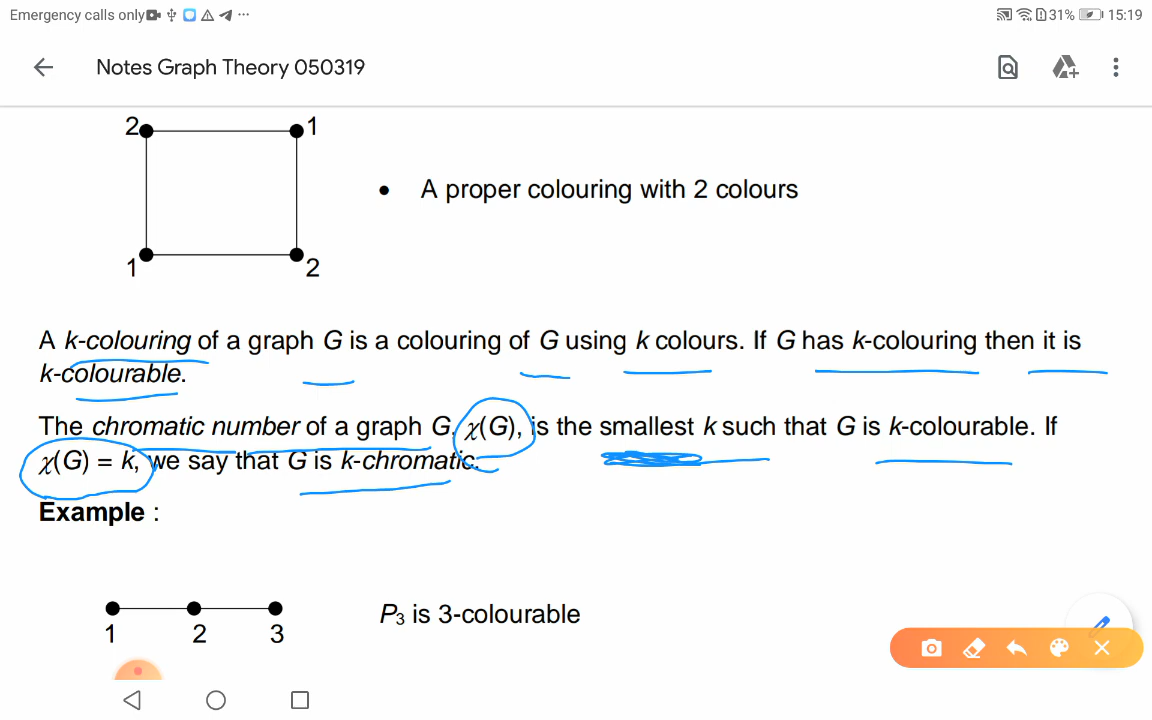 Emergency calls only ... 31% 15:19
Notes Graph Theory 050319
2 1
A proper colouring with 2 colours
1 2
A k-colouring of a graph G is a colouring of G using k colours. If G has k-colouring then it is
k-colourable.
The chromatic number of a graph G, χ(G), is the smallest k such that G is k-colourable. If
χ(G) = k, we say that G is k-chromatic.
Example :
P3 is 3-colourable
1 2 3